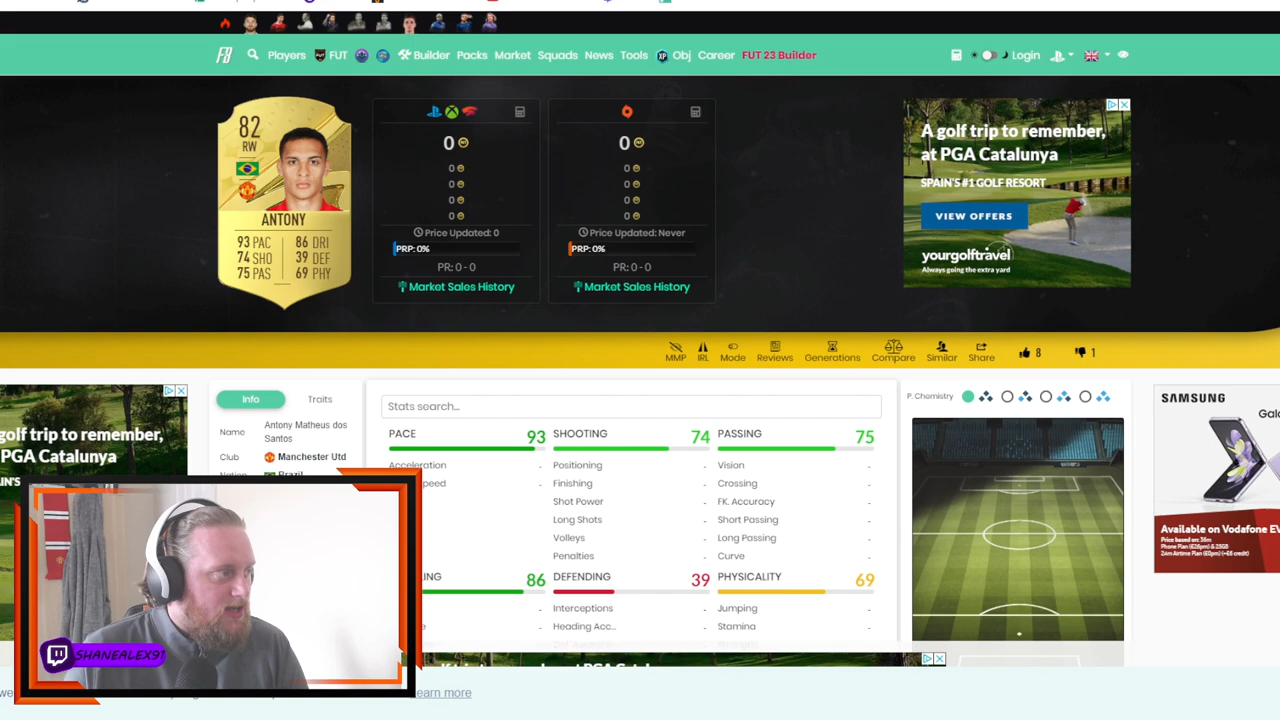 Players FUT Builder Packs Market Squads News Tools XP Obj Career FUT 23 Builder Login
82
RW
ANTONY
93 PAC 86 DRI
74 SHO 39 DEF
75 PAS 69 PHY
0
0
0
0
0
Price Updated: 0
PRP: 0%
PR: 0 - 0
Market Sales History
0
0
0
0
0
Price Updated: Never
PRP: 0%
PR: 0 - 0
Market Sales History
A golf trip to remember,
at PGA Catalunya
SPAIN'S #1 GOLF RESORT
VIEW OFFERS
yourgolftravel
Always going the extra yard
MMP IRL Mode Reviews Generations Compare Similar Share 8 1
golf trip to remember,
PGA Catalunya
Info Traits
Name Antony Matheus dos
Santos
Club Manchester Utd
Brazil
Stats search...
PACE 93
Acceleration -
SHOOTING 74
Positioning -
Finishing -
Shot Power -
Long Shots -
Volleys -
Penalties -
PASSING 75
Vision -
Crossing -
FK. Accuracy -
Short Passing -
Long Passing -
Curve -
86
DEFENDING 39
Interceptions -
Heading Acc... -
PHYSICALITY 69
Jumping -
Stamina -
P. Chemistry
SAMSUNG
Available on Vodafone
SHANEALEX91
learn more